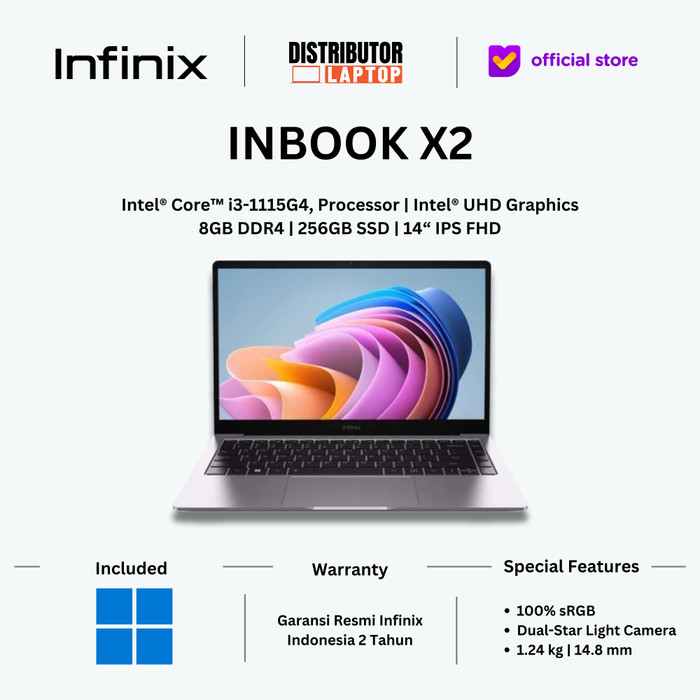 Infinix
DISTRIBUTOR
LAPTOP
official store
INBOOK X2
Intel® Core™ i3-1115G4, Processor | Intel® UHD Graphics
8GB DDR4 | 256GB SSD | 14“ IPS FHD
Infinix
Included
Warranty
Garansi Resmi Infinix
Indonesia 2 Tahun
Special Features
• 100% sRGB
• Dual-Star Light Camera
• 1.24 kg | 14.8 mm